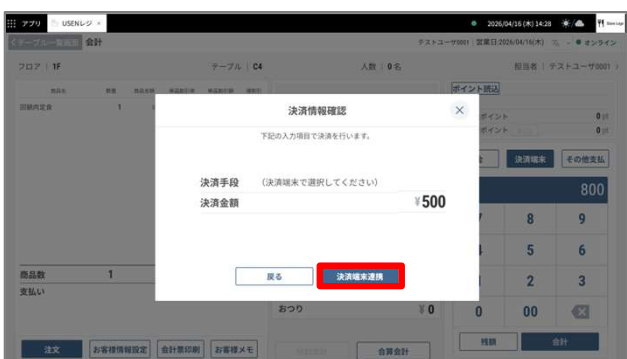 アプリ USENレジ × 2026/04/16 (木) 14:28
<テーブル一覧画面 会計 テストユーザ0001 営業日:2026/04/16(木) オンライン
フロア 1F テーブル C4 人数 0 名 担当者 テストユーザ0001
商品名 数量
回鍋肉定食 1
ポイント読込
ポイント 0 pt
ポイント 0 pt
決済情報確認 ×
下記の入力項目で決済を行います。
決済手段 (決済端末で選択してください)
決済金額 ¥500
戻る 決済端末連携
決済端末 その他支払
800
7 8 9
5 6
2 3
0 00
商品数 1
支払い
おつり ¥ 0
注文 お客様情報設定 会計票印刷 お客様メモ 合算会計 残額 会計